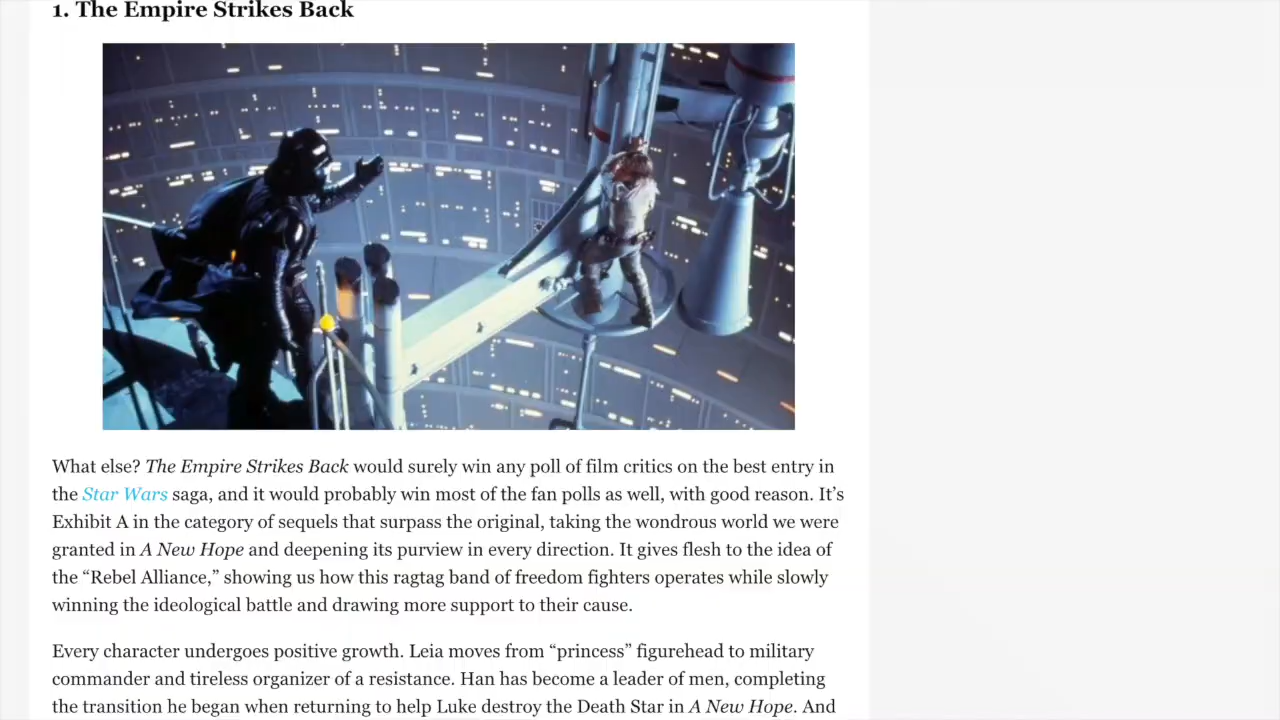 1. The Empire Strikes Back
What else? The Empire Strikes Back would surely win any poll of film critics on the best entry in
the Star Wars saga, and it would probably win most of the fan polls as well, with good reason. It’s
Exhibit A in the category of sequels that surpass the original, taking the wondrous world we were
granted in A New Hope and deepening its purview in every direction. It gives flesh to the idea of
the “Rebel Alliance,” showing us how this ragtag band of freedom fighters operates while slowly
winning the ideological battle and drawing more support to their cause.
Every character undergoes positive growth. Leia moves from “princess” figurehead to military
commander and tireless organizer of a resistance. Han has become a leader of men, completing
the transition he began when returning to help Luke destroy the Death Star in A New Hope. And